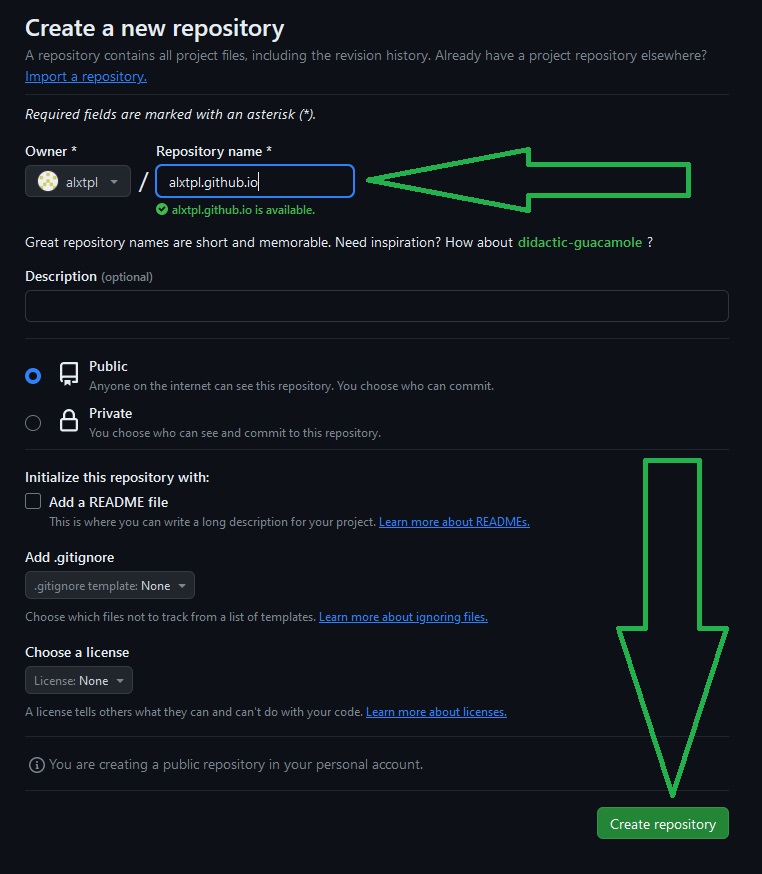 Create a new repository
A repository contains all project files, including the revision history. Already have a project repository elsewhere?
Import a repository.
Required fields are marked with an asterisk (*).
Owner * Repository name *
alxtpl / alxtpl.github.io
alxtpl.github.io is available.
Great repository names are short and memorable. Need inspiration? How about didactic-guacamole ?
Description (optional)
Public
Anyone on the internet can see this repository. You choose who can commit.
Private
You choose who can see and commit to this repository.
Initialize this repository with:
Add a README file
This is where you can write a long description for your project. Learn more about READMEs.
Add .gitignore
.gitignore template: None
Choose which files not to track from a list of templates. Learn more about ignoring files.
Choose a license
License: None
A license tells others what they can and can't do with your code. Learn more about licenses.
You are creating a public repository in your personal account.
Create repository